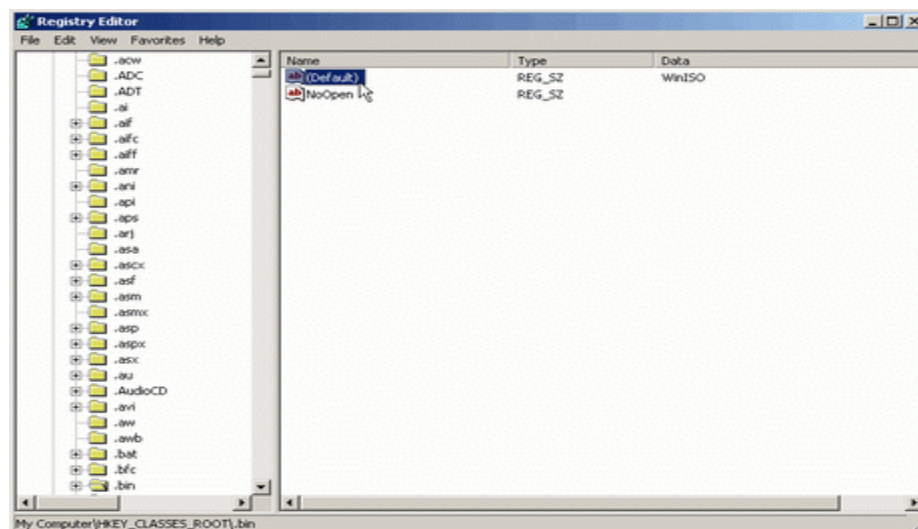 Registry Editor
File Edit View Favorites Help
.acw
.ADC
.ADT
.ai
.aif
.aifc
.aiff
.amr
.ani
.api
.aps
.arj
.asa
.ascx
.asf
.asm
.asmx
.asp
.aspx
.asx
.au
.AudioCD
.avi
.aw
.awb
.bat
.bfc
.bin
Name Type Data
ab (Default) REG_SZ WinISO
ab NoOpen REG_SZ
My Computer\HKEY_CLASSES_ROOT\.bin